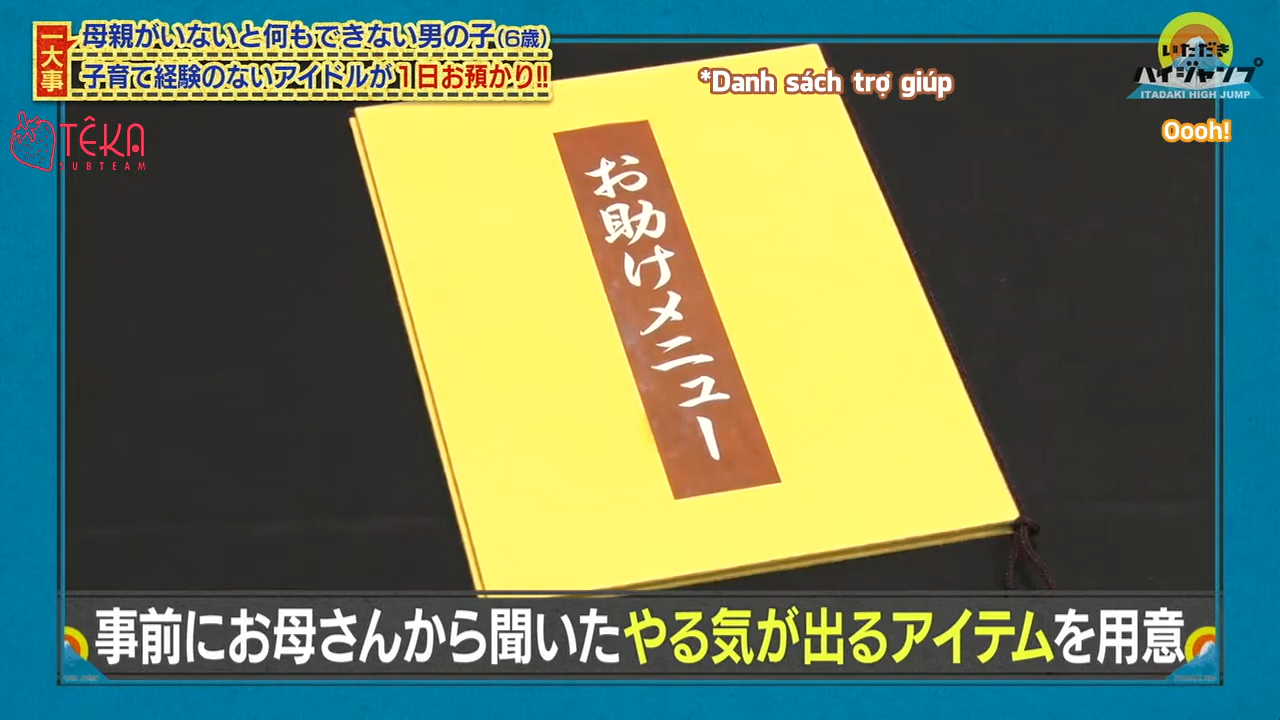 一大事
母親がいないと何もできない男の子(6歳)
子育て経験のないアイドルが1日お預かり!!
いただき
ハイジャンプ
ITADAKI HIGH JUMP
*Danh sách trợ giúp
Oooh!
TÊKA
SUBTEAM
お助けメニュー
事前にお母さんから聞いたやる気が出るアイテムを用意
ITADAKI HIGH JUMP